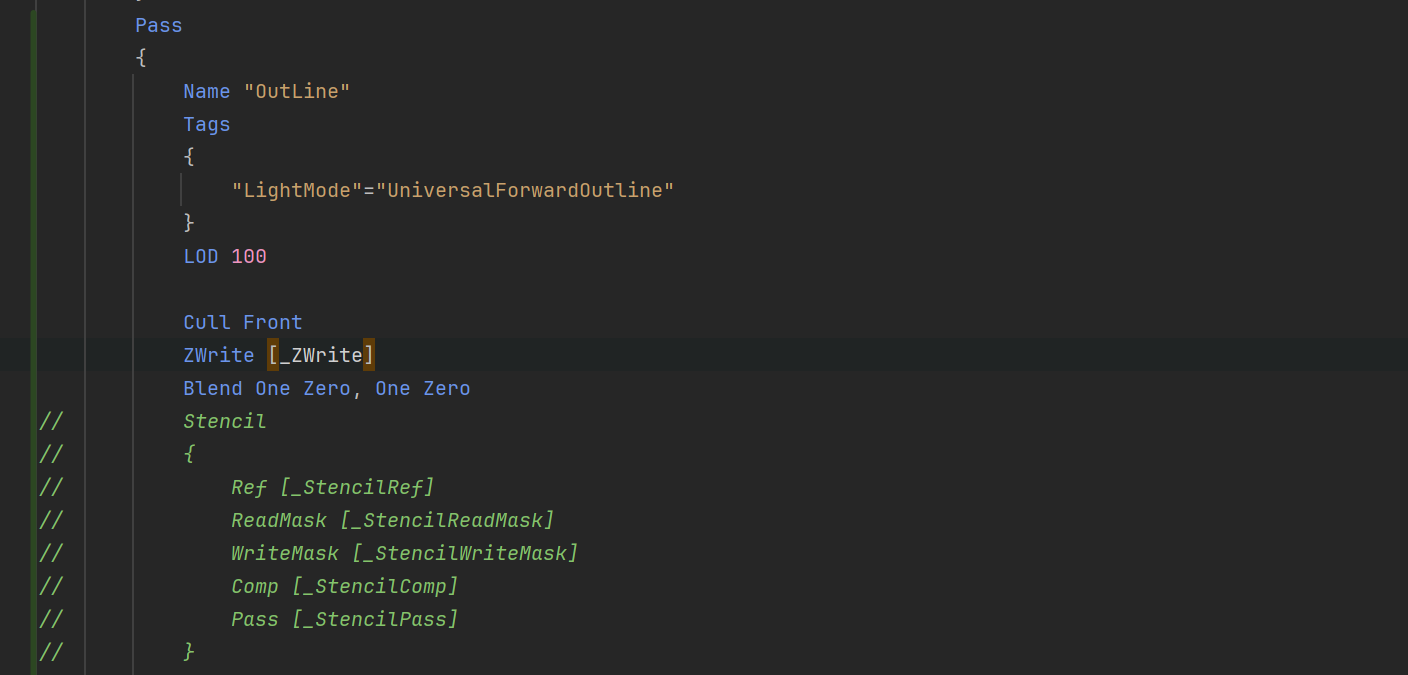 Pass
{
Name "OutLine"
Tags
{
"LightMode"="UniversalForwardOutline"
}
LOD 100
Cull Front
ZWrite [_ZWrite]
Blend One Zero, One Zero
// Stencil
// {
// Ref [_StencilRef]
// ReadMask [_StencilReadMask]
// WriteMask [_StencilWriteMask]
// Comp [_StencilComp]
// Pass [_StencilPass]
// }